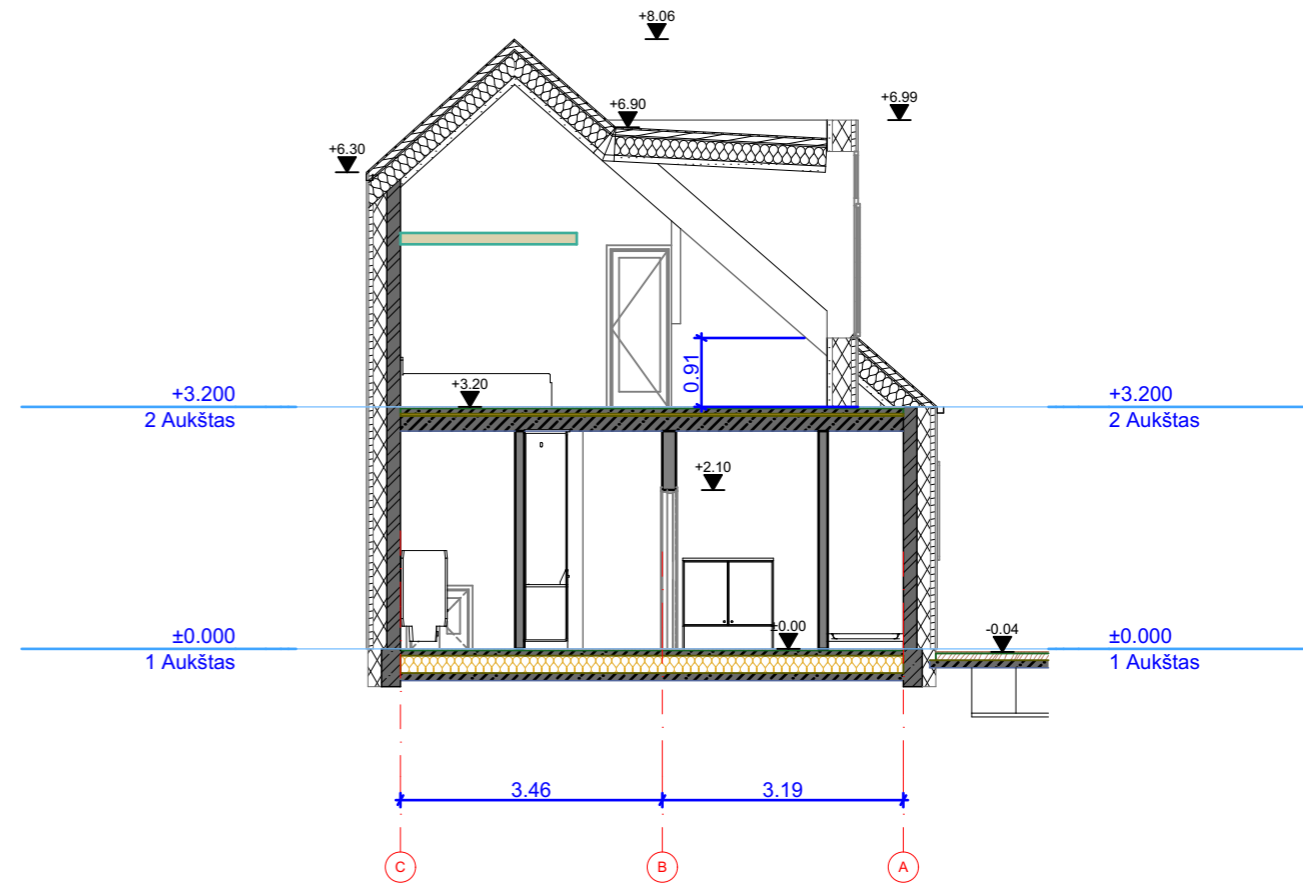 +8.06
+6.99
+6.90
+6.30
0.91
+3.20
+3.200
2 Aukštas
+3.200
2 Aukštas
+2.10
±0.00
-0.04
±0.000
1 Aukštas
±0.000
1 Aukštas
3.46
3.19
C
B
A